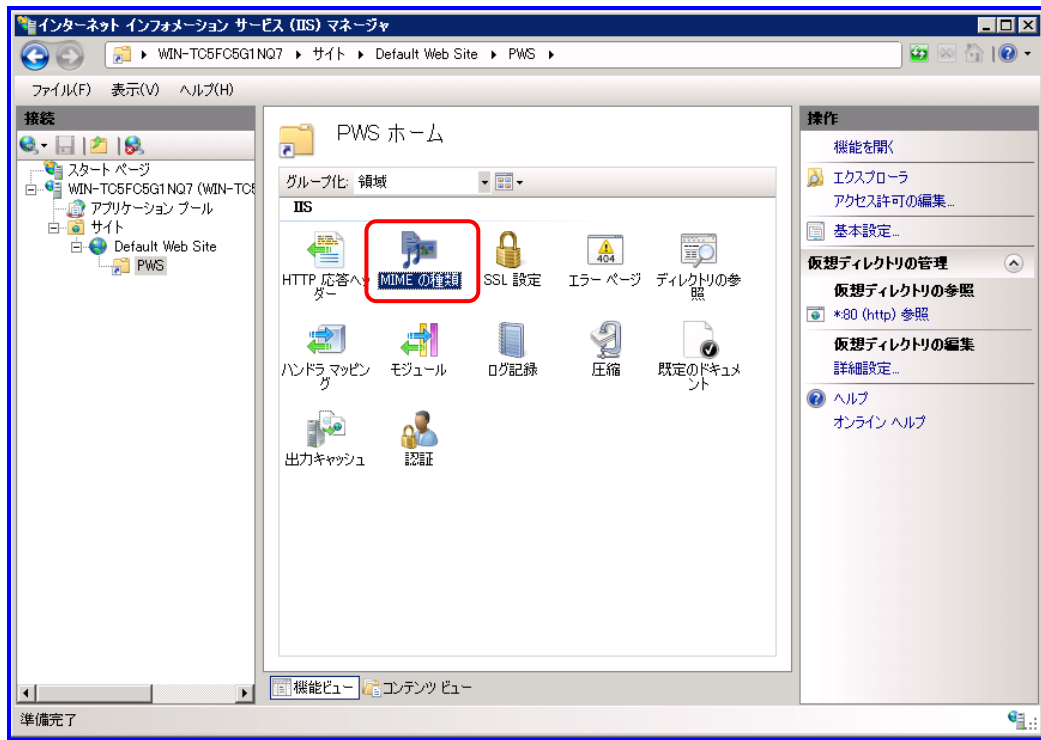 インターネット インフォメーション サービス (IIS) マネージャ
WIN-TC5FC5G1NQ7 サイト Default Web Site PWS
ファイル(F) 表示(V) ヘルプ(H)
接続
スタート ページ
WIN-TC5FC5G1NQ7 (WIN-TC5
アプリケーション プール
サイト
Default Web Site
PWS
PWS ホーム
グループ化: 領域
IIS
HTTP 応答ヘッ
ダー
MIME の種類
SSL 設定
404
エラー ページ
ディレクトリの参
照
ハンドラ マッピン
グ
モジュール
ログ記録
圧縮
既定のドキュメ
ント
出力キャッシュ
認証
機能ビュー コンテンツ ビュー
操作
機能を開く
エクスプローラ
アクセス許可の編集...
基本設定...
仮想ディレクトリの管理
仮想ディレクトリの参照
*:80 (http) 参照
仮想ディレクトリの編集
詳細設定...
ヘルプ
オンライン ヘルプ
準備完了